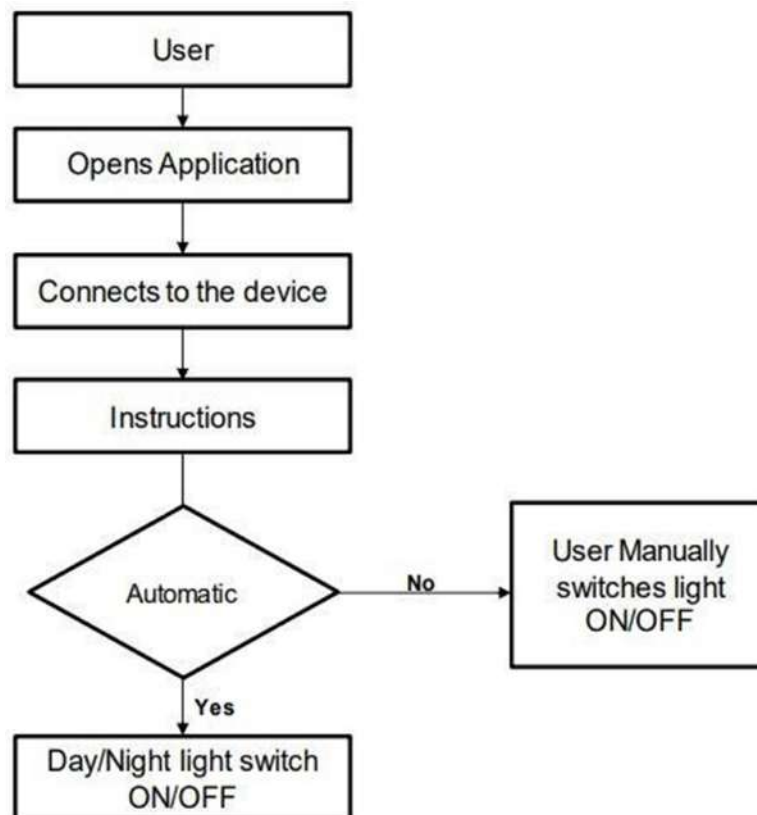 User
Opens Application
Connects to the device
Instructions
Automatic
No
User Manually
switches light
ON/OFF
Yes
Day/Night light switch
ON/OFF